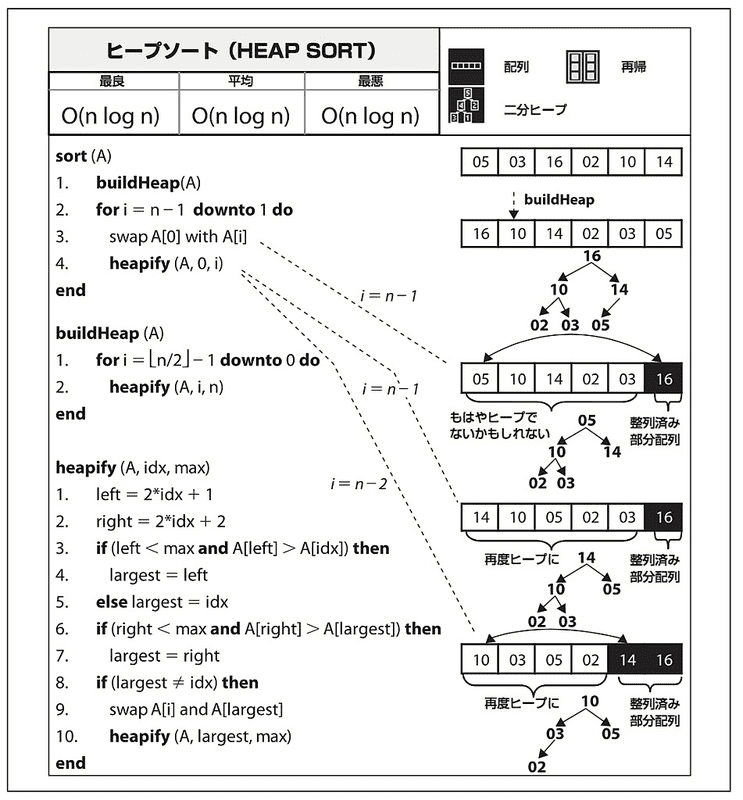 ヒープソート（HEAP SORT）
最良 平均 最悪
O(n log n) O(n log n) O(n log n)
配列 再帰
5
4 2
3 1
二分ヒープ
sort (A)
1. buildHeap(A)
2. for i = n − 1 downto 1 do
3. swap A[0] with A[i]
4. heapify (A, 0, i)
end
buildHeap (A)
1. for i = ⌊n/2⌋ − 1 downto 0 do
2. heapify (A, i, n)
end
heapify (A, idx, max)
1. left = 2*idx + 1
2. right = 2*idx + 2
3. if (left < max and A[left] > A[idx]) then
4. largest = left
5. else largest = idx
6. if (right < max and A[right] > A[largest]) then
7. largest = right
8. if (largest ≠ idx) then
9. swap A[i] and A[largest]
10. heapify (A, largest, max)
end
05 03 16 02 10 14
buildHeap
16 10 14 02 03 05
16
10 14
02 03 05
i = n−1
05 10 14 02 03 16
もはやヒープで
ないかもしれない
整列済み
部分配列
05
10 14
02 03
i = n−1
14 10 05 02 03 16
再度ヒープに
整列済み
部分配列
14
10 05
02 03
i = n−2
10 03 05 02 14 16
再度ヒープに
整列済み
部分配列
10
03 05
02